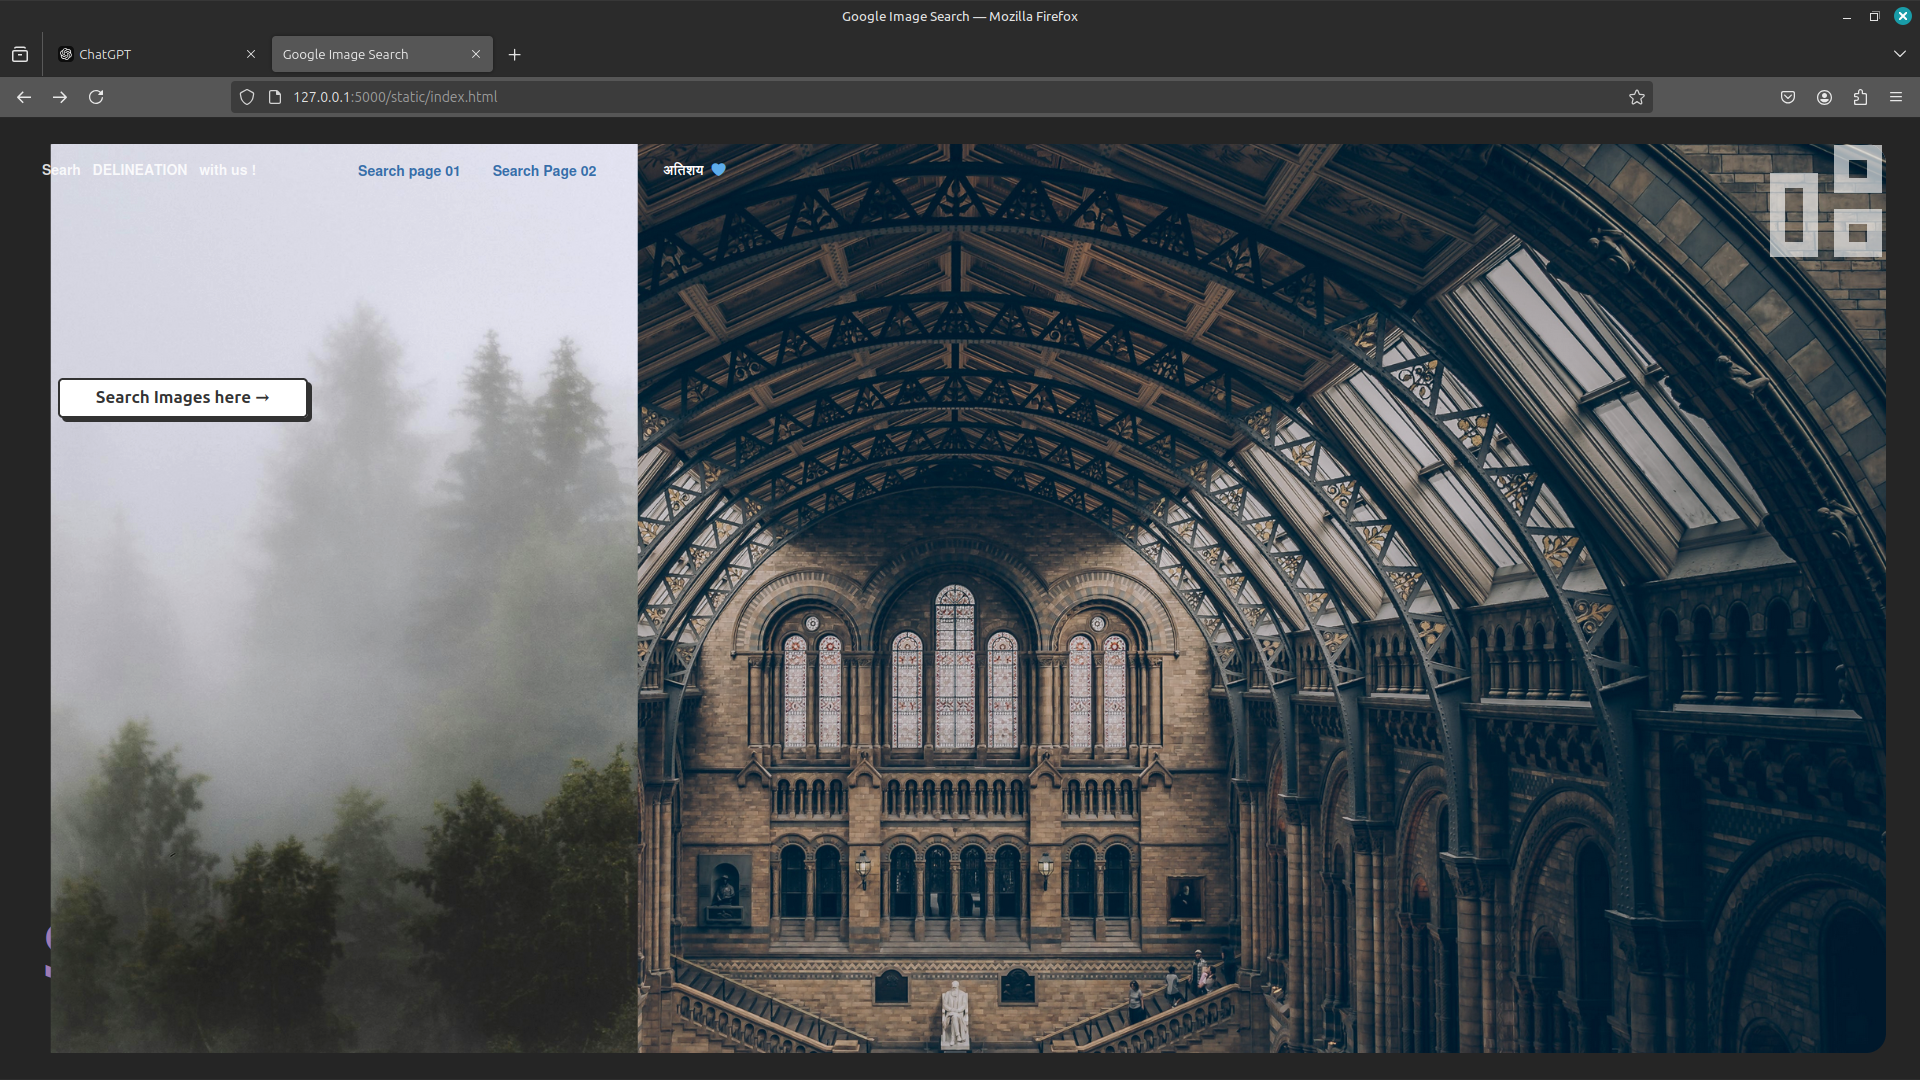 Google Image Search — Mozilla Firefox
ChatGPT
Google Image Search
127.0.0.1:5000/static/index.html
Searh DELINEATION with us ! Search page 01 Search Page 02 अतिशय
Search Images here →